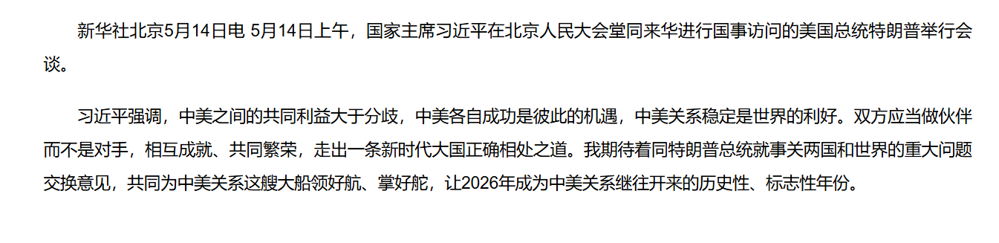 新华社北京5月14日电 5月14日上午，国家主席习近平在北京人民大会堂同来华进行国事访问的美国总统特朗普举行会
谈。
习近平强调，中美之间的共同利益大于分歧，中美各自成功是彼此的机遇，中美关系稳定是世界的利好。双方应当做伙伴
而不是对手，相互成就、共同繁荣，走出一条新时代大国正确相处之道。我期待着同特朗普总统就事关两国和世界的重大问题
交换意见，共同为中美关系这艘大船领好航、掌好舵，让2026年成为中美关系继往开来的历史性、标志性年份。